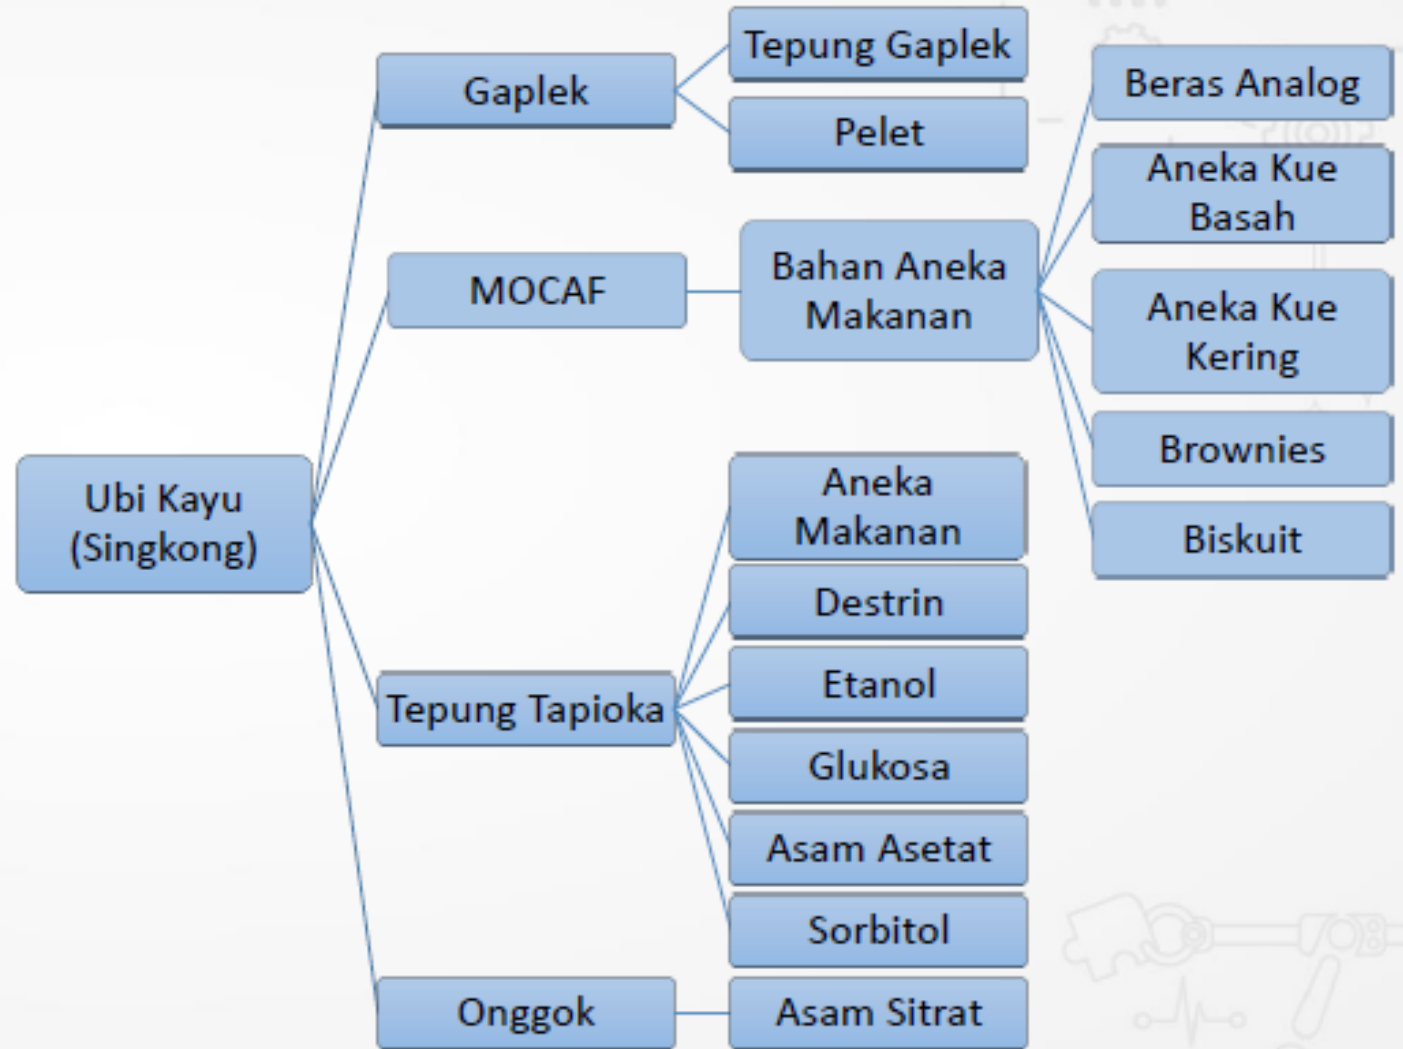 Ubi Kayu
(Singkong)
Gaplek
Tepung Gaplek
Pelet
MOCAF
Bahan Aneka
Makanan
Beras Analog
Aneka Kue
Basah
Aneka Kue
Kering
Brownies
Biskuit
Tepung Tapioka
Aneka
Makanan
Destrin
Etanol
Glukosa
Asam Asetat
Sorbitol
Onggok
Asam Sitrat